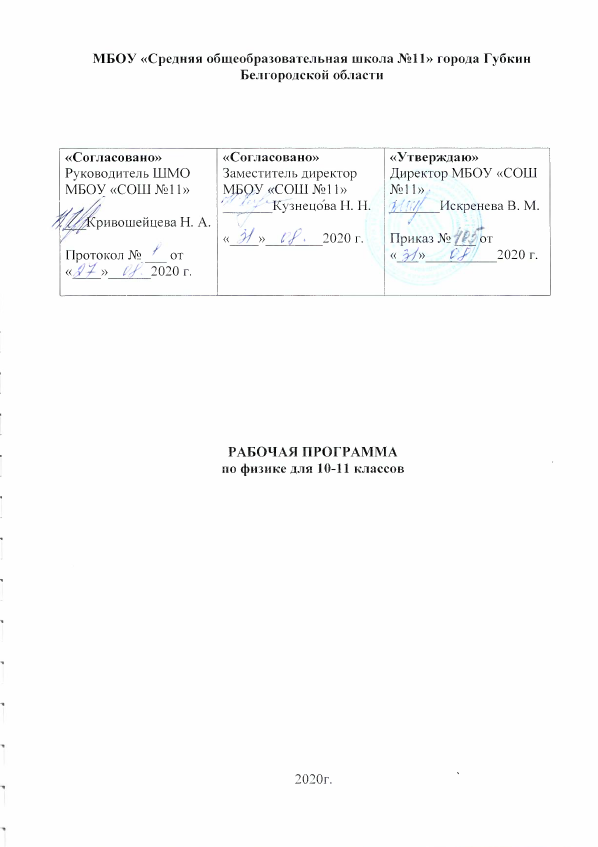 МБОУ «Средняя общеобразовательная школа №11» города Губкин
Белгородской области
«Согласовано»
Руководитель ШМО
МБОУ «СОШ №11»
Кривошейцева Н. А.
Протокол № 1 от
«27» 08 2020 г.
«Согласовано»
Заместитель директор
МБОУ «СОШ №11»
Кузнецова Н. Н.
«31» 08. 2020 г.
«Утверждаю»
Директор МБОУ «СОШ
№11»
Искренева В. М.
Приказ № от
«31» 08 2020 г.
РАБОЧАЯ ПРОГРАММА
по физике для 10-11 классов
2020г.